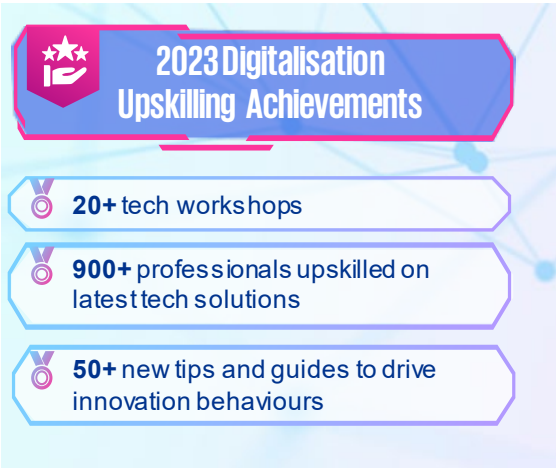 2023 Digitalisation
Upskilling Achievements
20+ tech workshops
900+ professionals upskilled on
latest tech solutions
50+ new tips and guides to drive
innovation behaviours